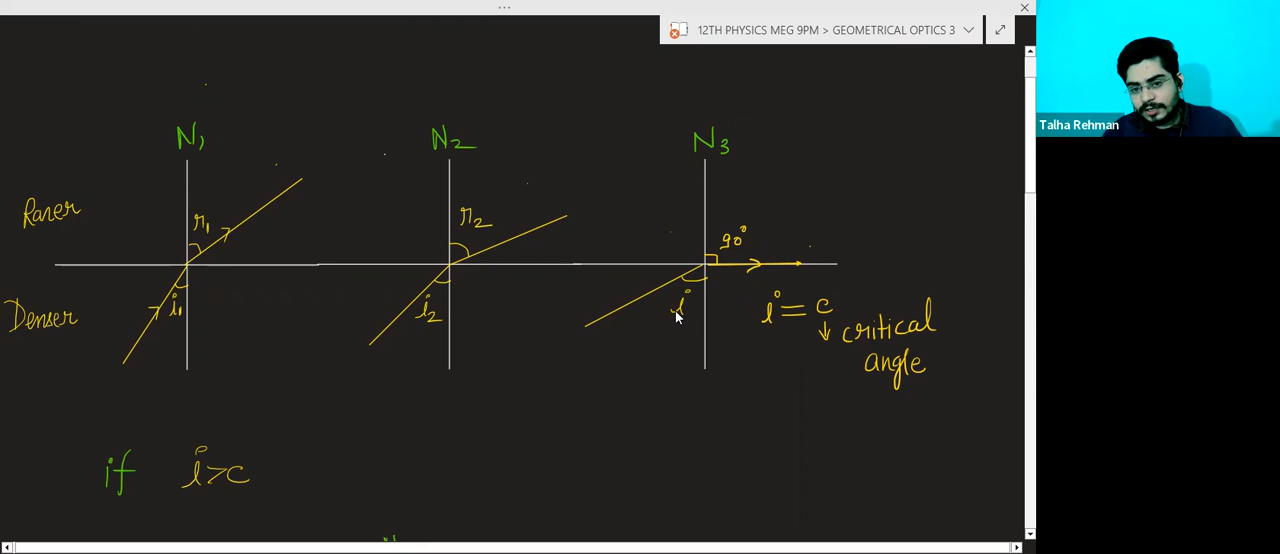 12TH PHYSICS MEG 9PM > GEOMETRICAL OPTICS 3
Talha Rehman
N₁ N₂ N₃
Rarer
r₁ r₂ 90°
Denser
i₁ i₂ i i = c
critical
angle
if i>c